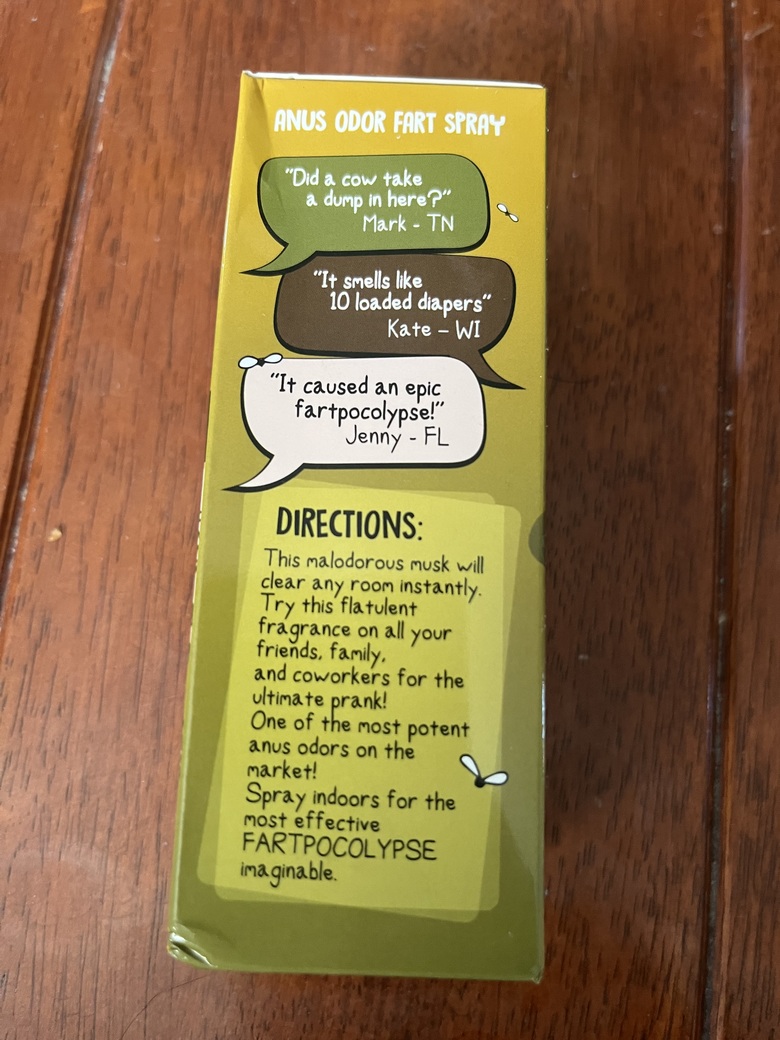 ANUS ODOR FART SPRAY
"Did a cow take
a dump in here?"
Mark - TN
"It smells like
10 loaded diapers"
Kate - WI
"It caused an epic
fartpocolypse!"
Jenny - FL
DIRECTIONS:
This malodorous musk will
clear any room instantly.
Try this flatulent
fragrance on all your
friends, family,
and coworkers for the
ultimate prank!
One of the most potent
anus odors on the
market!
Spray indoors for the
most effective
FARTPOCOLYPSE
imaginable.